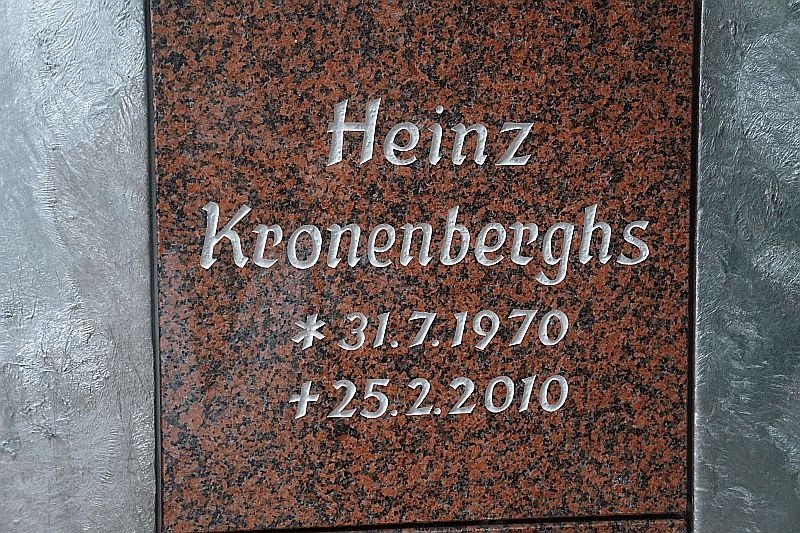 Heinz
Kronenberghs
* 31.7.1970
+ 25.2.2010